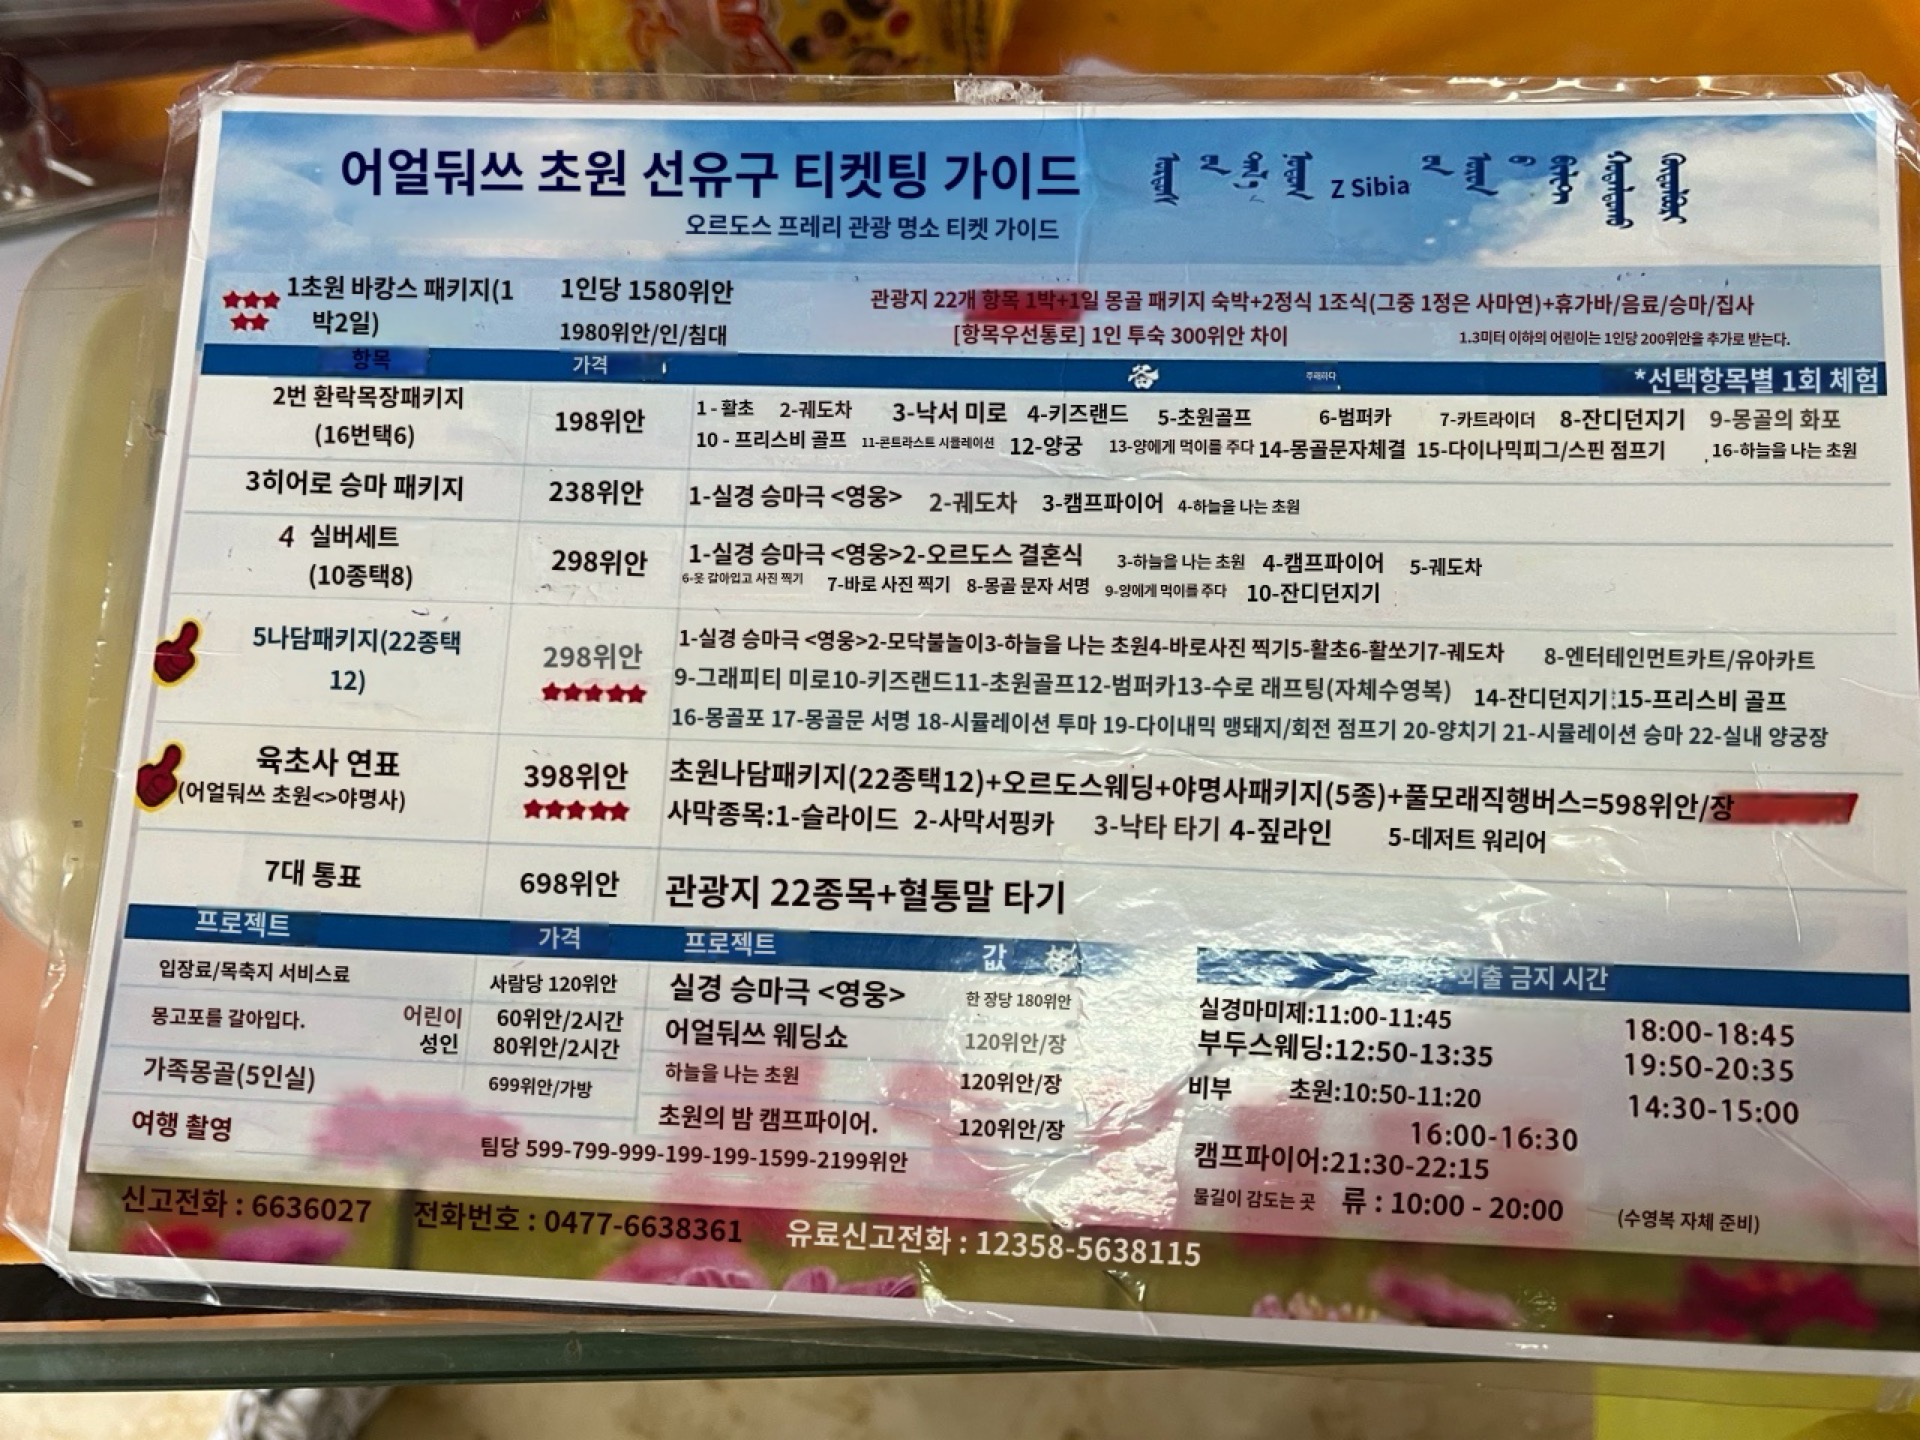 어얼둬쓰 초원 선유구 티켓팅 가이드
Z Sibia
오르도스 프레리 관광 명소 티켓 가이드
1초원 바캉스 패키지(1박2일) 1인당 1580위안 1980위안/인/침대
관광지 22개 항목 1박+1일 몽골 패키지 숙박+2정식 1조식(그중 1정은 사마연)+휴가바/음료/승마/집사
[항목우선통로] 1인 투숙 300위안 차이 1.3미터 이하의 어린이는 1인당 200위안을 추가로 받는다.
항목 가격 주래하다 *선택항목별 1회 체험
2번 환락목장패키지 (16번택6) 198위안
1 - 활초 2-궤도차 3-낙서 미로 4-키즈랜드 5-초원골프 6-범퍼카 7-카트라이더 8-잔디던지기 9-몽골의 화포
10 - 프리스비 골프 11-콘트라스트 시뮬레이션 12-양궁 13-양에게 먹이를 주다 14-몽골문자체결 15-다이나믹피그/스핀 점프기 16-하늘을 나는 초원
3히어로 승마 패키지 238위안 1-실경 승마극 <영웅> 2-궤도차 3-캠프파이어 4-하늘을 나는 초원
4 실버세트 (10종택8) 298위안
1-실경 승마극 <영웅>2-오르도스 결혼식 3-하늘을 나는 초원 4-캠프파이어 5-궤도차
6-옷 갈아입고 사진 찍기 7-바로 사진 찍기 8-몽골 문자 서명 9-양에게 먹이를 주다 10-잔디던지기
5나담패키지(22종택12) 298위안
1-실경 승마극 <영웅>2-모닥불놀이3-하늘을 나는 초원4-바로사진 찍기5-활초6-활쏘기7-궤도차 8-엔터테인먼트카트/유아카트
9-그래피티 미로10-키즈랜드11-초원골프12-범퍼카13-수로 래프팅(자체수영복) 14-잔디던지기 15-프리스비 골프
16-몽골포 17-몽골문 서명 18-시뮬레이션 투마 19-다이내믹 맹돼지/회전 점프기 20-양치기 21-시뮬레이션 승마 22-실내 양궁장
육초사 연표 (어얼둬쓰 초원<>야명사) 398위안
초원나담패키지(22종택12)+오르도스웨딩+야명사패키지(5종)+풀모래직행버스=598위안/장
사막종목:1-슬라이드 2-사막서핑카 3-낙타 타기 4-짚라인 5-데저트 워리어
7대 통표 698위안 관광지 22종목+혈통말 타기
프로젝트 가격 프로젝트 값
외출 금지 시간
입장료/목축지 서비스료 사람당 120위안 실경 승마극 <영웅> 한 장당 180위안
몽고포를 갈아입다. 어린이 60위안/2시간
성인 80위안/2시간
어얼둬쓰 웨딩쇼 120위안/장
가족몽골(5인실) 699위안/가방 하늘을 나는 초원 120위안/장
초원의 밤 캠프파이어. 120위안/장
여행 촬영 팀당 599-799-999-199-199-1599-2199위안
실경마미제:11:00-11:45 18:00-18:45
부두스웨딩:12:50-13:35 19:50-20:35
비부 초원:10:50-11:20 14:30-15:00
16:00-16:30
캠프파이어:21:30-22:15
물길이 감도는 곳 류 : 10:00 - 20:00 (수영복 자체 준비)
신고전화 : 6636027 전화번호 : 0477-6638361 유료신고전화 : 12358-5638115